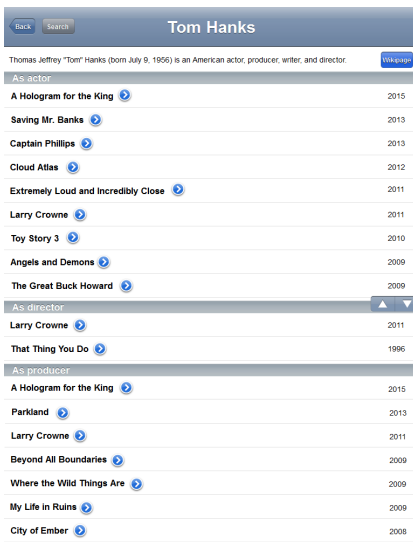 Back Search Tom Hanks
Thomas Jeffrey "Tom" Hanks (born July 9, 1956) is an American actor, producer, writer, and director. Wikipage
As actor
A Hologram for the King 2015
Saving Mr. Banks 2013
Captain Phillips 2013
Cloud Atlas 2012
Extremely Loud and Incredibly Close 2011
Larry Crowne 2011
Toy Story 3 2010
Angels and Demons 2009
The Great Buck Howard 2009
As director
Larry Crowne 2011
That Thing You Do 1996
As producer
A Hologram for the King 2015
Parkland 2013
Larry Crowne 2011
Beyond All Boundaries 2009
Where the Wild Things Are 2009
My Life in Ruins 2009
City of Ember 2008